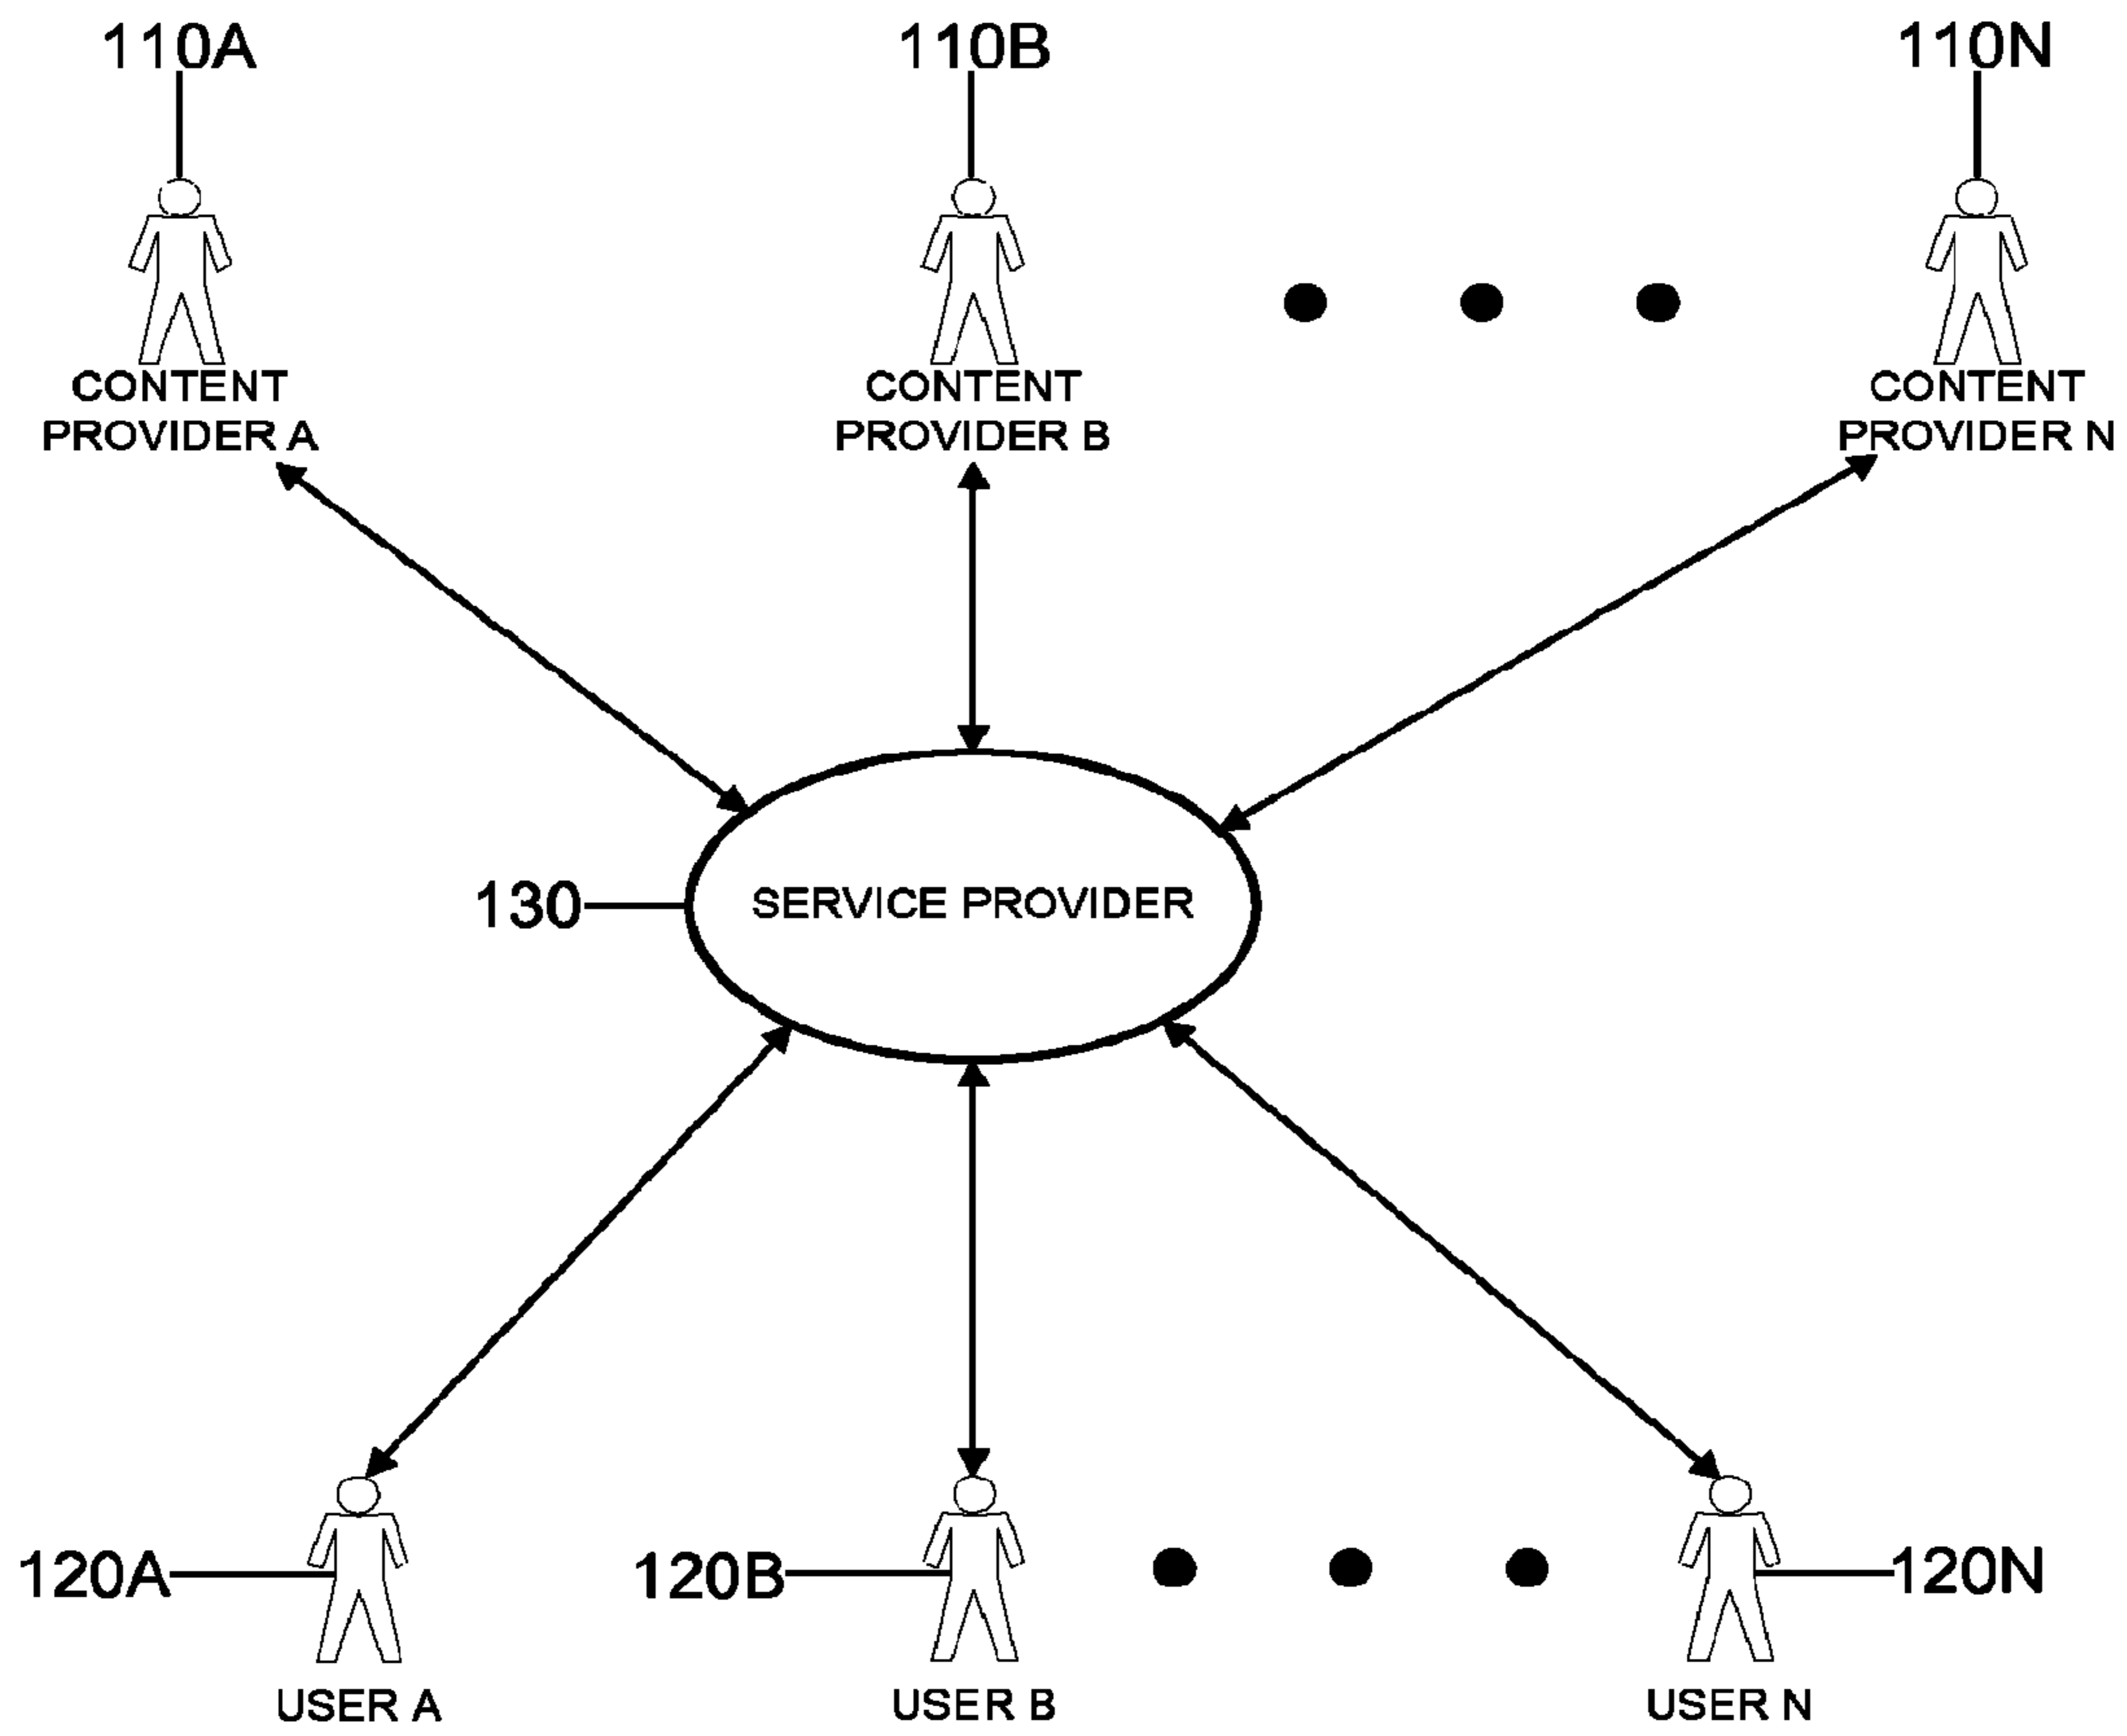 110A
110B
110N
CONTENT
PROVIDER A
CONTENT
PROVIDER B
CONTENT
PROVIDER N
130
SERVICE PROVIDER
120A
120B
120N
USER A
USER B
USER N